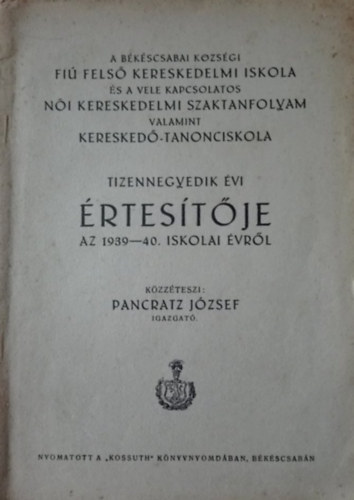 A BÉKÉSCSABAI KÖZSÉGI
FIÚ FELSŐ KERESKEDELMI ISKOLA
ÉS A VELE KAPCSOLATOS
NŐI KERESKEDELMI SZAKTANFOLYAM
VALAMINT
KERESKEDŐ-TANONCISKOLA
TIZENNEGYEDIK ÉVI
ÉRTESÍTŐJE
AZ 1939—40. ISKOLAI ÉVRŐL
KÖZZÉTESZI:
PANCRATZ JÓZSEF
IGAZGATÓ.
NYOMATOTT A „KOSSUTH" KÖNYVNYOMDÁBAN, BÉKÉSCSABÁN